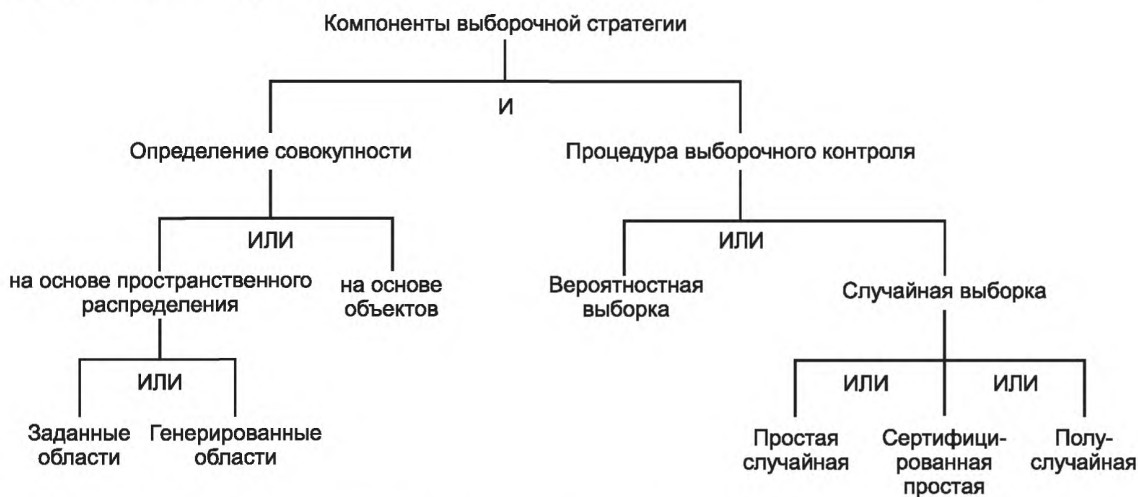 Компоненты выборочной стратегии
И
Определение совокупности
Процедура выборочного контроля
ИЛИ
ИЛИ
на основе пространственного
распределения
на основе
объектов
Вероятностная
выборка
Случайная выборка
ИЛИ
ИЛИ
ИЛИ
Заданные
области
Генерированные
области
Простая
случайная
Сертифици-
рованная
простая
Полу-
случайная